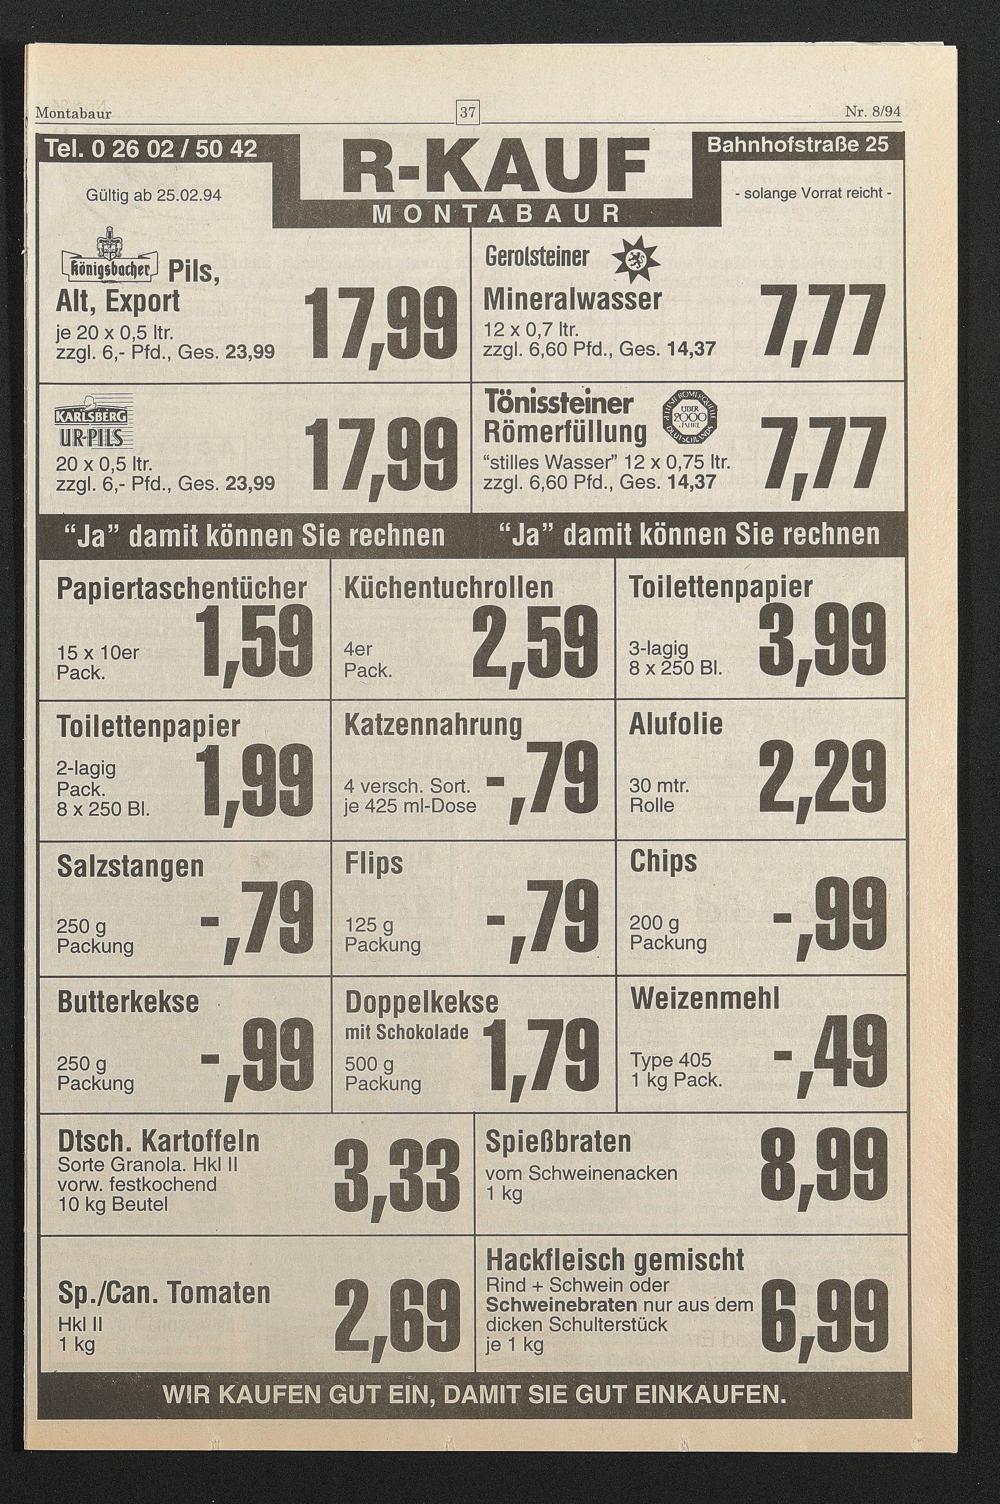 Montabaur
37
Nr. 8/94
Tel. 0 26 02 / 50 42
R-KAUF
Bahnhofstraße 25
Gültig ab 25.02.94
MONTABAUR
- solange Vorrat reicht -
Königsbacher Pils,
Alt, Export
je 20 x 0,5 ltr.
zzgl. 6,- Pfd., Ges. 23,99
17,99
Gerolsteiner
Mineralwasser
12 x 0,7 ltr.
zzgl. 6,60 Pfd., Ges. 14,37
7,77
KARLSBERG
UR-PILS
20 x 0,5 ltr.
zzgl. 6,- Pfd., Ges. 23,99
17,99
Tönissteiner
Römerfüllung
ÜBER
2000
JAHRE
"stilles Wasser" 12 x 0,75 ltr.
zzgl. 6,60 Pfd., Ges. 14,37
7,77
"Ja" damit können Sie rechnen
"Ja" damit können Sie rechnen
Papiertaschentücher
15 x 10er
Pack.
1,59
Küchentuchrollen
4er
Pack.
2,59
Toilettenpapier
3-lagig
8 x 250 Bl.
3,99
Toilettenpapier
2-lagig
Pack.
8 x 250 Bl.
1,99
Katzennahrung
4 versch. Sort.
je 425 ml-Dose
-,79
Alufolie
30 mtr.
Rolle
2,29
Salzstangen
250 g
Packung
-,79
Flips
125 g
Packung
-,79
Chips
200 g
Packung
-,99
Butterkekse
250 g
Packung
-,99
Doppelkekse
mit Schokolade
500 g
Packung
1,79
Weizenmehl
Type 405
1 kg Pack.
-,49
Dtsch. Kartoffeln
Sorte Granola. Hkl II
vorw. festkochend
10 kg Beutel
3,33
Spießbraten
vom Schweinenacken
1 kg
8,99
Sp./Can. Tomaten
Hkl II
1 kg
2,69
Hackfleisch gemischt
Rind + Schwein oder
Schweinebraten nur aus dem
dicken Schulterstück
je 1 kg
6,99
WIR KAUFEN GUT EIN, DAMIT SIE GUT EINKAUFEN.